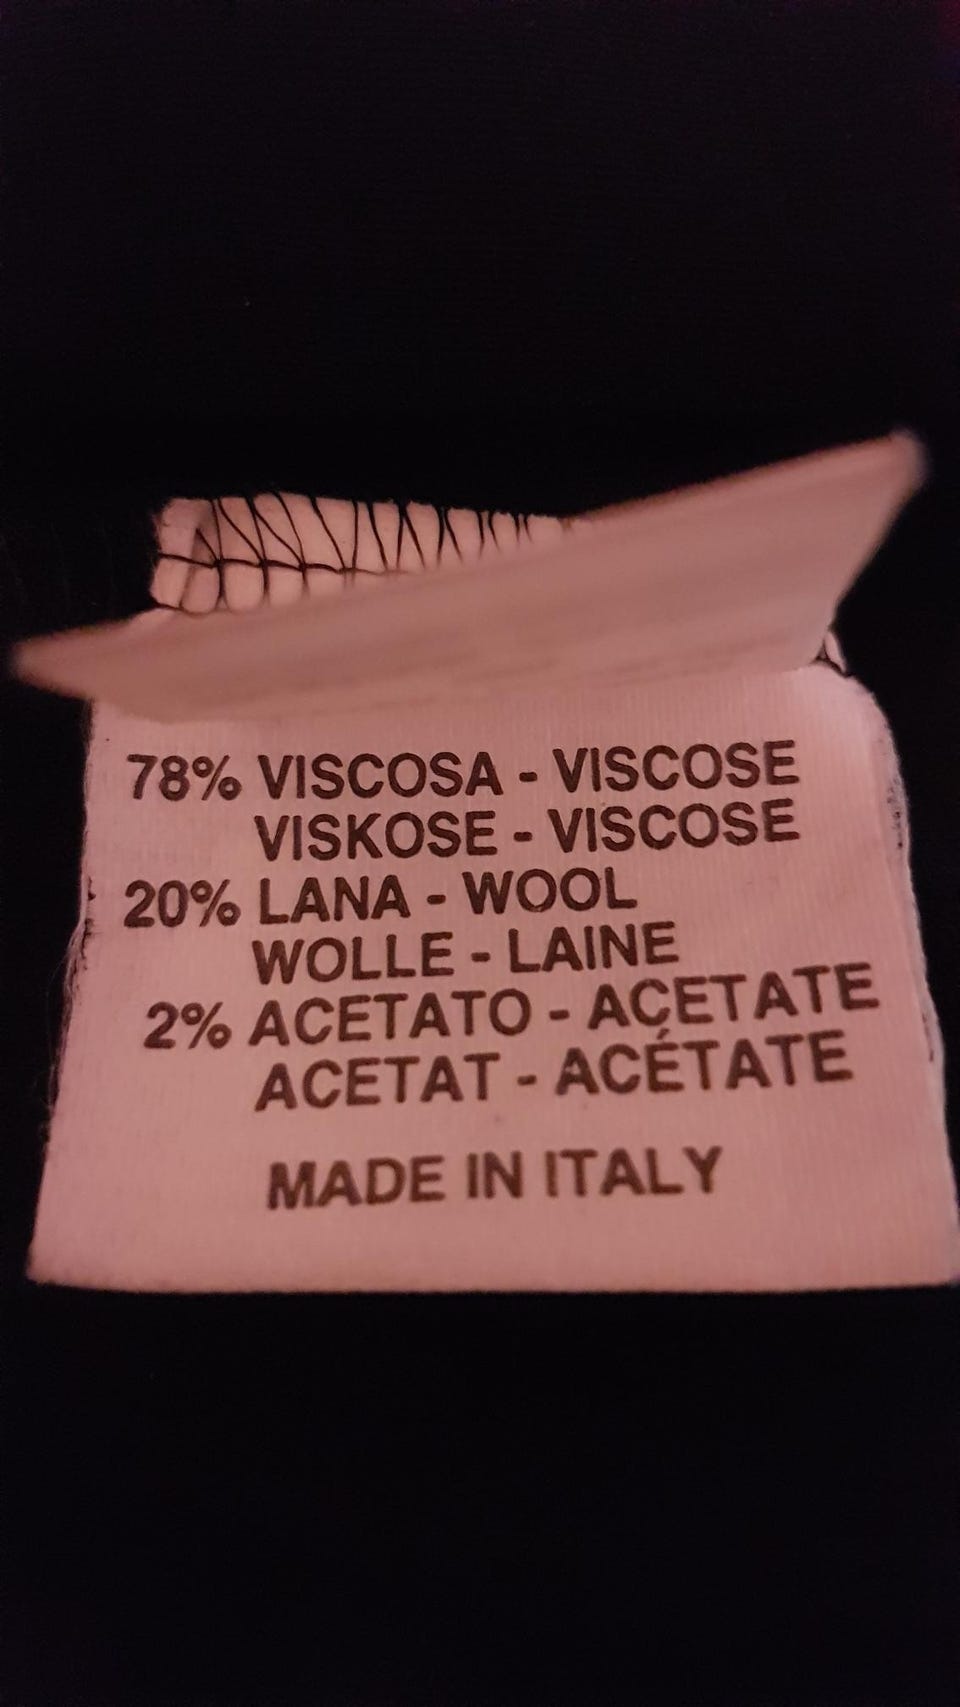 78% VISCOSA - VISCOSE
VISKOSE - VISCOSE
20% LANA - WOOL
WOLLE - LAINE
2% ACETATO - ACETATE
ACETAT - ACÉTATE
MADE IN ITALY